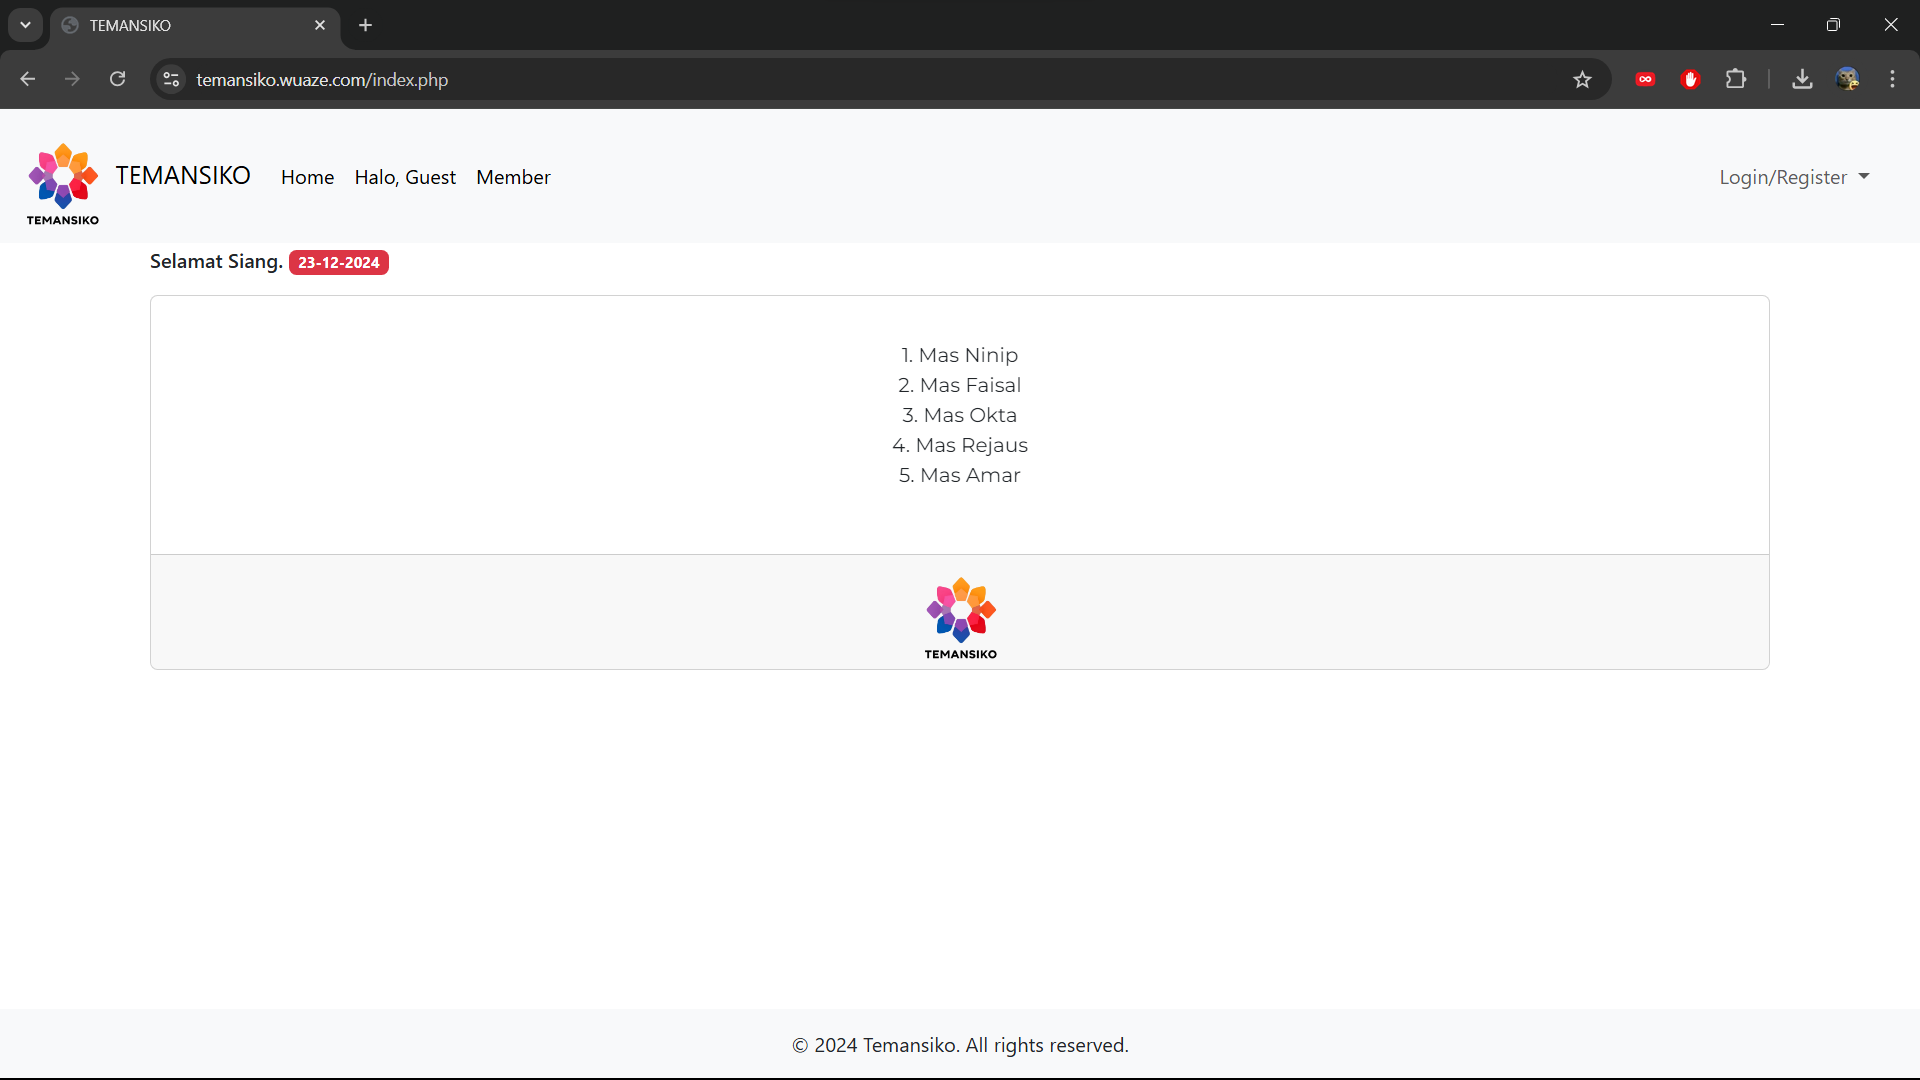 TEMANSIKO
temansiko.wuaze.com/index.php
TEMANSIKO
TEMANSIKO Home Halo, Guest Member Login/Register
Selamat Siang. 23-12-2024
1. Mas Ninip
2. Mas Faisal
3. Mas Okta
4. Mas Rejaus
5. Mas Amar
TEMANSIKO
© 2024 Temansiko. All rights reserved.